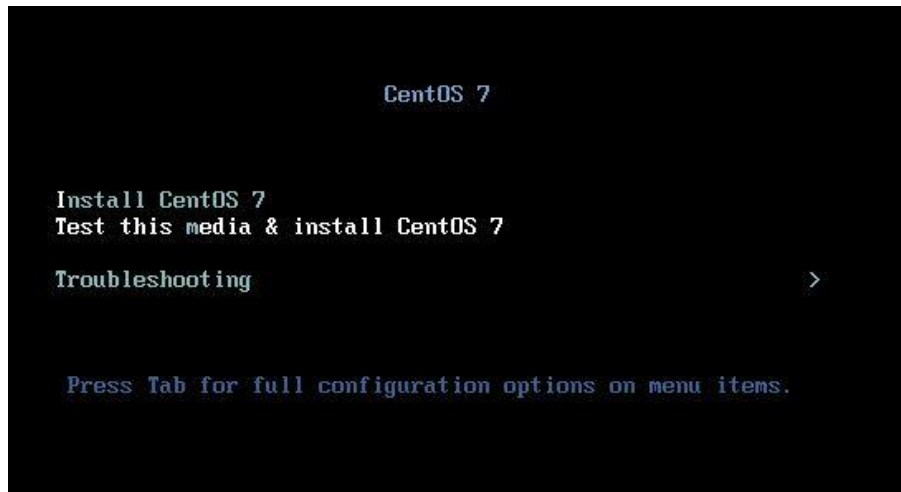 CentOS 7
Install CentOS 7
Test this media & install CentOS 7
Troubleshooting >
Press Tab for full configuration options on menu items.